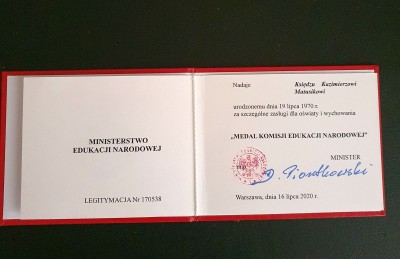 MINISTERSTWO
EDUKACJI NARODOWEJ
LEGITYMACJA Nr 170538
Nadaje Księdzu Kazimierzowi
Matusikowi
urodzonemu dnia 19 lipca 1970 r.
za szczególne zasługi dla oświaty i wychowania
„MEDAL KOMISJI EDUKACJI NARODOWEJ"
MINISTER
D. Piontkowski
Warszawa, dnia 16 lipca 2020 r.